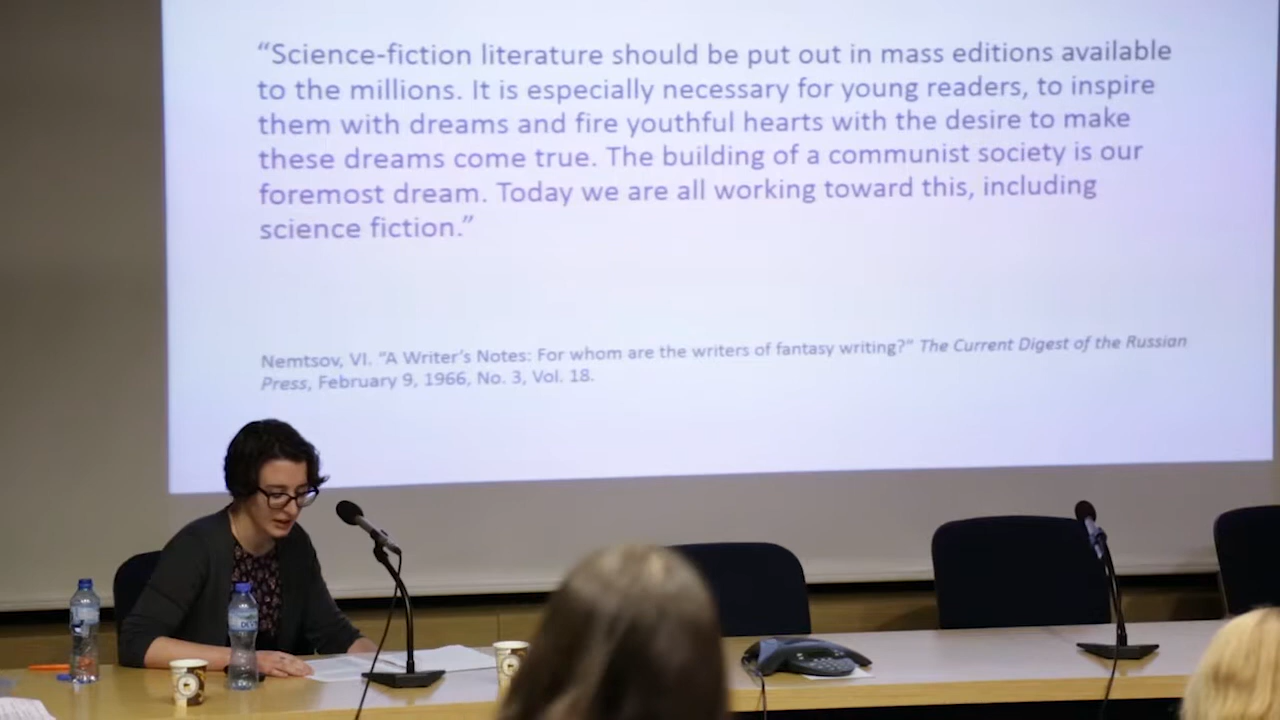 “Science-fiction literature should be put out in mass editions available
to the millions. It is especially necessary for young readers, to inspire
them with dreams and fire youthful hearts with the desire to make
these dreams come true. The building of a communist society is our
foremost dream. Today we are all working toward this, including
science fiction.”
Nemtsov, VI. “A Writer’s Notes: For whom are the writers of fantasy writing?” The Current Digest of the Russian
Press, February 9, 1966, No. 3, Vol. 18.